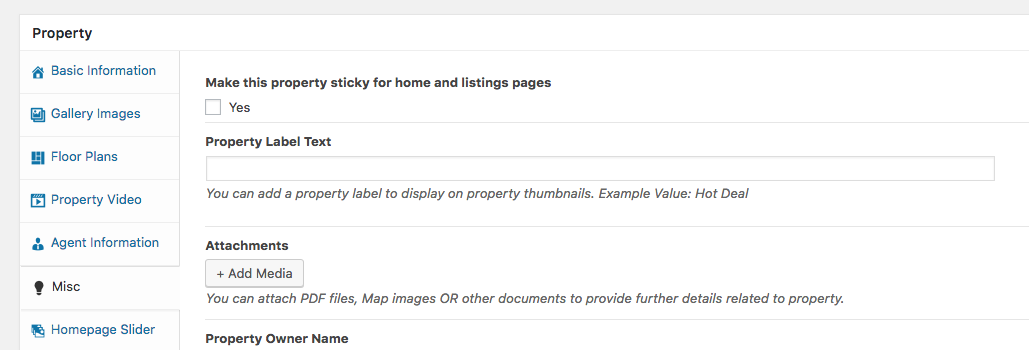 Property
Basic Information
Gallery Images
Floor Plans
Property Video
Agent Information
Misc
Homepage Slider
Make this property sticky for home and listings pages
Yes
Property Label Text
You can add a property label to display on property thumbnails. Example Value: Hot Deal
Attachments
+ Add Media
You can attach PDF files, Map images OR other documents to provide further details related to property.
Property Owner Name